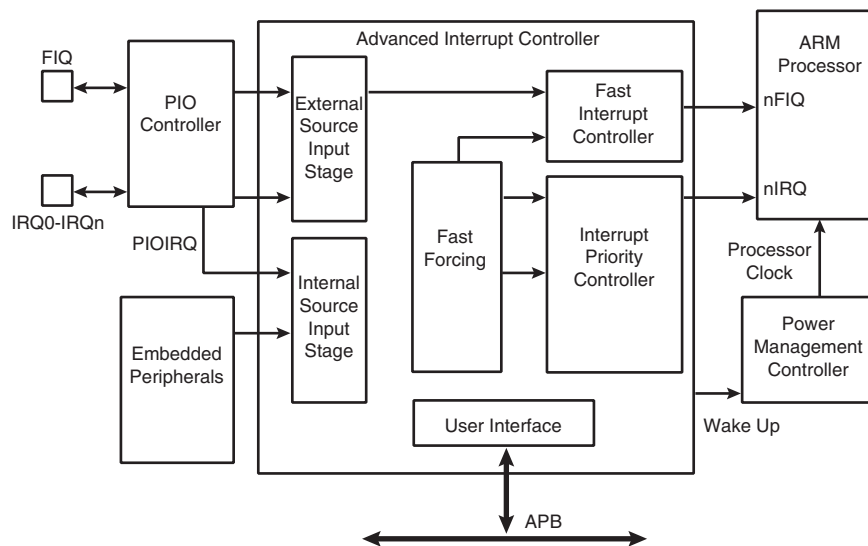 Advanced Interrupt Controller
FIQ
PIO
Controller
IRQ0-IRQn
PIOIRQ
External
Source
Input
Stage
Fast
Interrupt
Controller
ARM
Processor
nFIQ
nIRQ
Fast
Forcing
Interrupt
Priority
Controller
Internal
Source
Input
Stage
Embedded
Peripherals
Processor
Clock
Power
Management
Controller
Wake Up
User Interface
APB